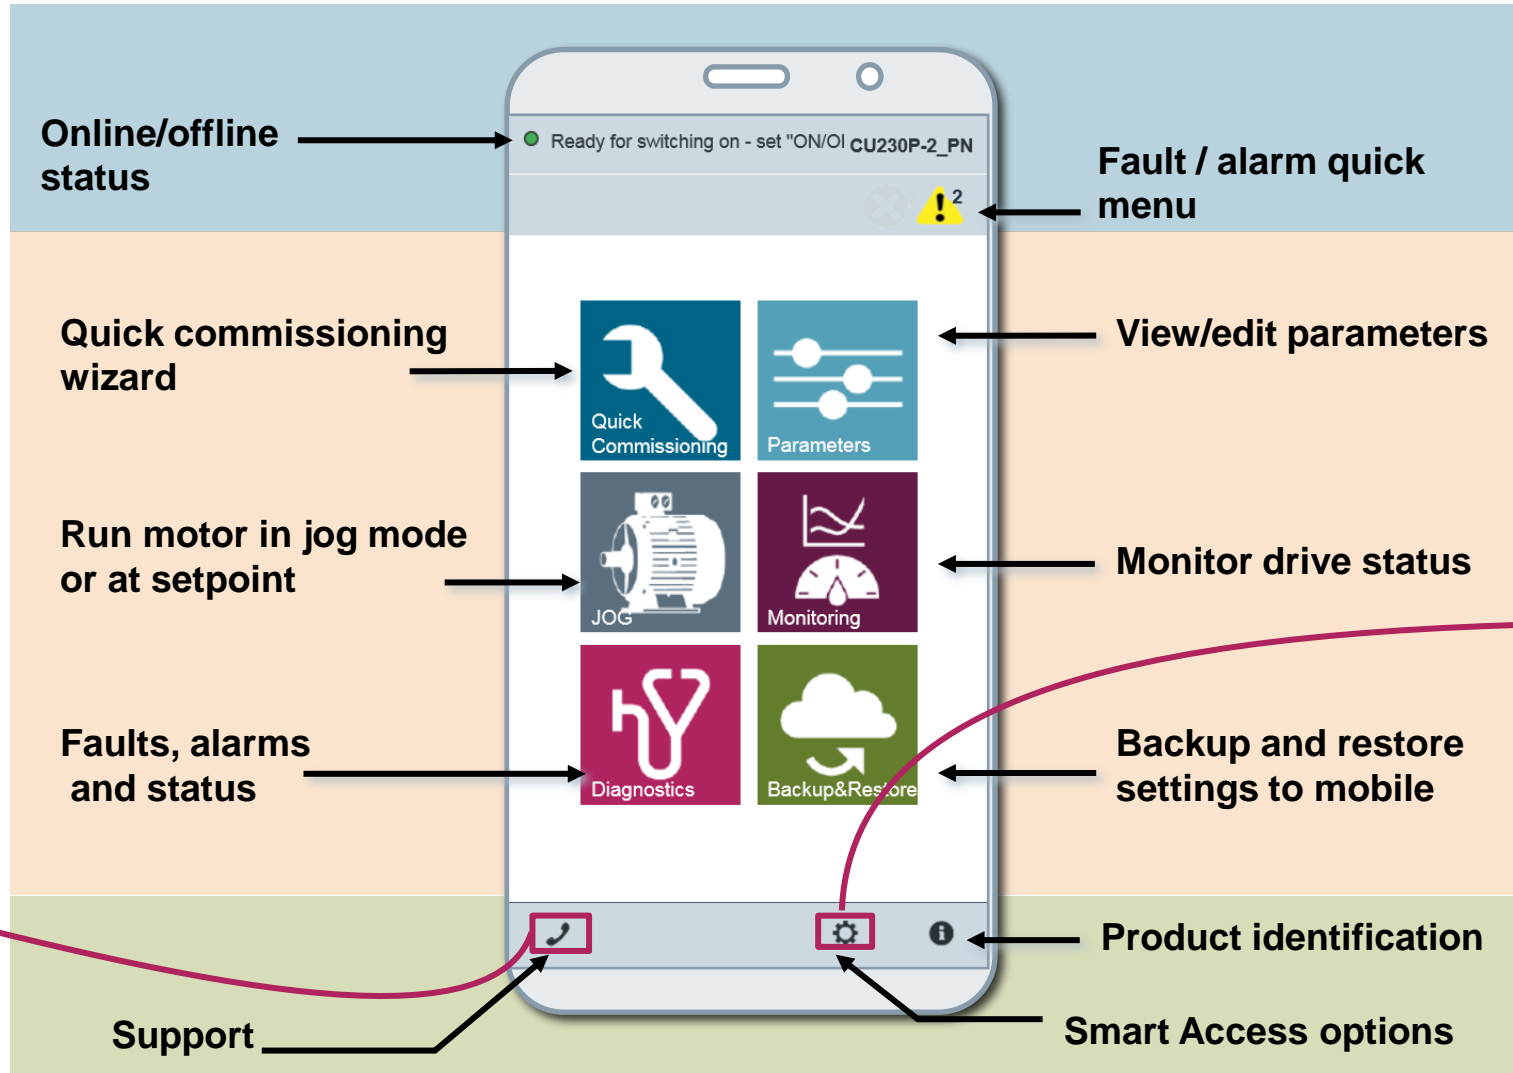 Online/offline
status
Ready for switching on - set "ON/OI
CU230P-2_PN
Fault / alarm quick
menu
2
Quick commissioning
wizard
Quick
Commissioning
Parameters
View/edit parameters
Run motor in jog mode
or at setpoint
JOG
Monitoring
Monitor drive status
Faults, alarms
and status
Diagnostics
Backup&Restore
Backup and restore
settings to mobile
Product identification
Support
Smart Access options